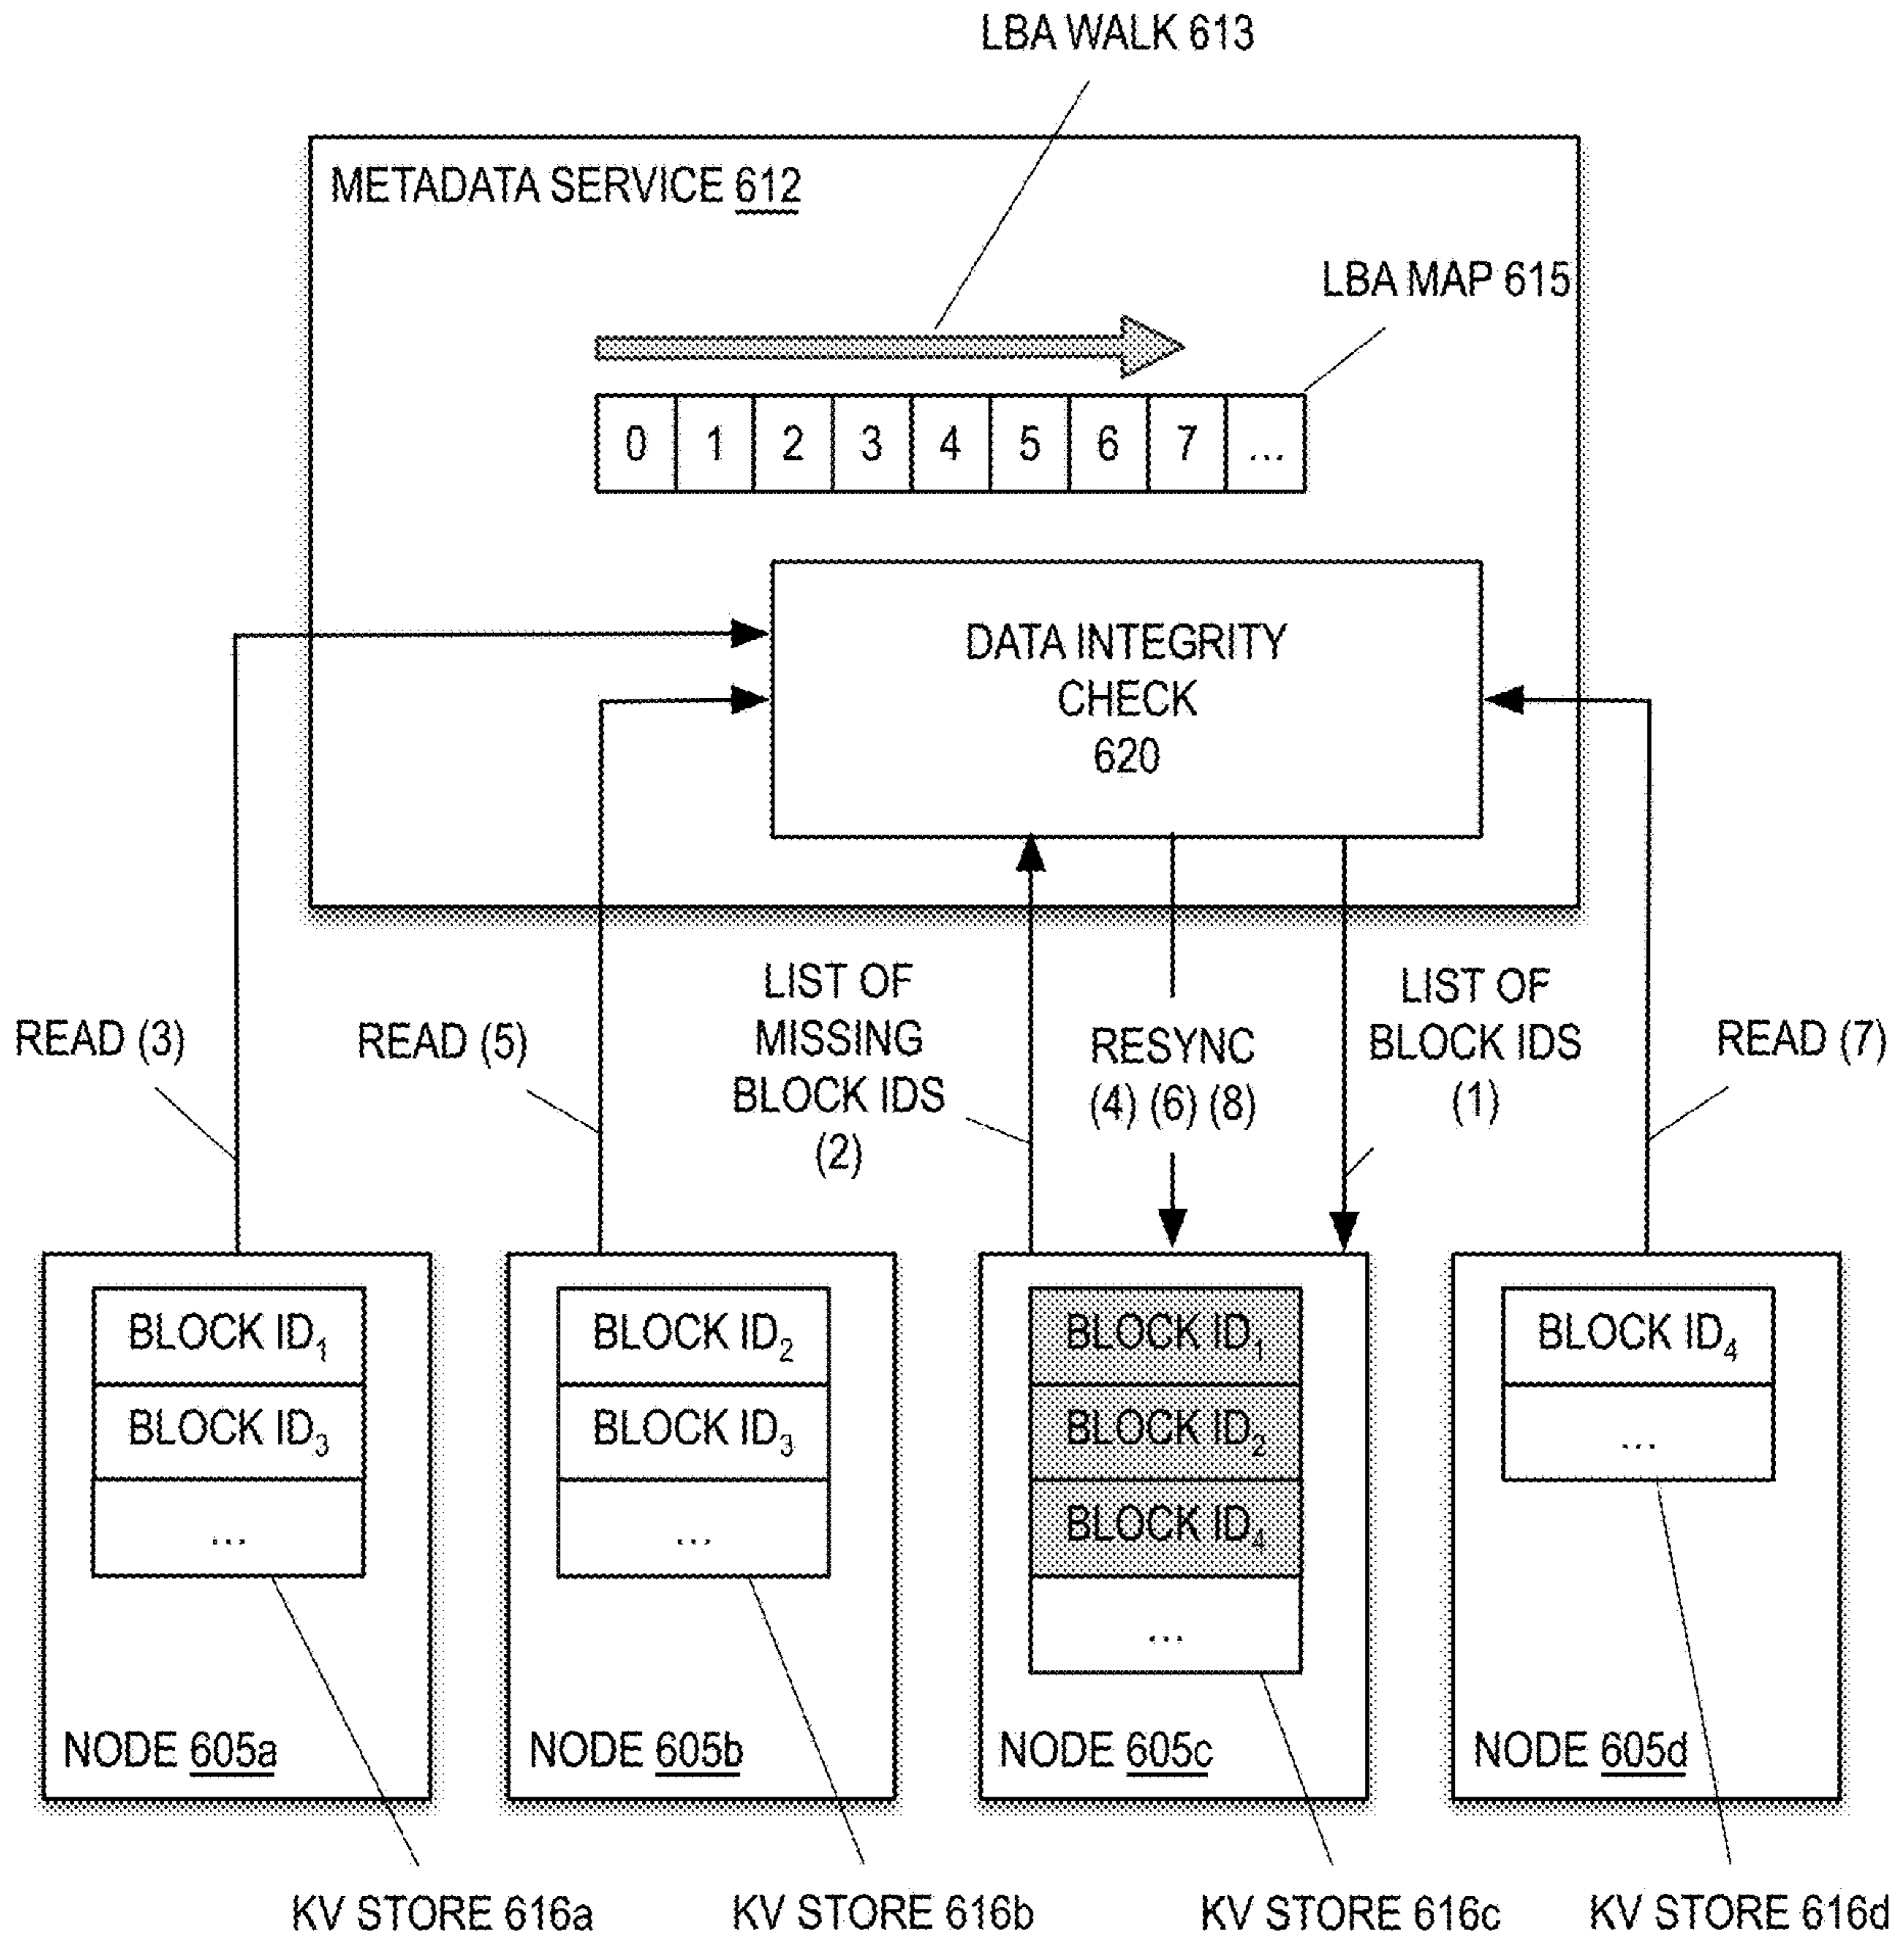 LBA WALK 613
METADATA SERVICE 612
LBA MAP 615
0 1 2 3 4 5 6 7 ...
DATA INTEGRITY
CHECK
620
READ (3)
READ (5)
LIST OF
MISSING
BLOCK IDS
(2)
RESYNC
(4) (6) (8)
LIST OF
BLOCK IDS
(1)
READ (7)
BLOCK ID₁
BLOCK ID₃
...
NODE 605a
BLOCK ID₂
BLOCK ID₃
...
NODE 605b
BLOCK ID₁
BLOCK ID₂
BLOCK ID₄
...
NODE 605c
BLOCK ID₄
...
NODE 605d
KV STORE 616a
KV STORE 616b
KV STORE 616c
KV STORE 616d